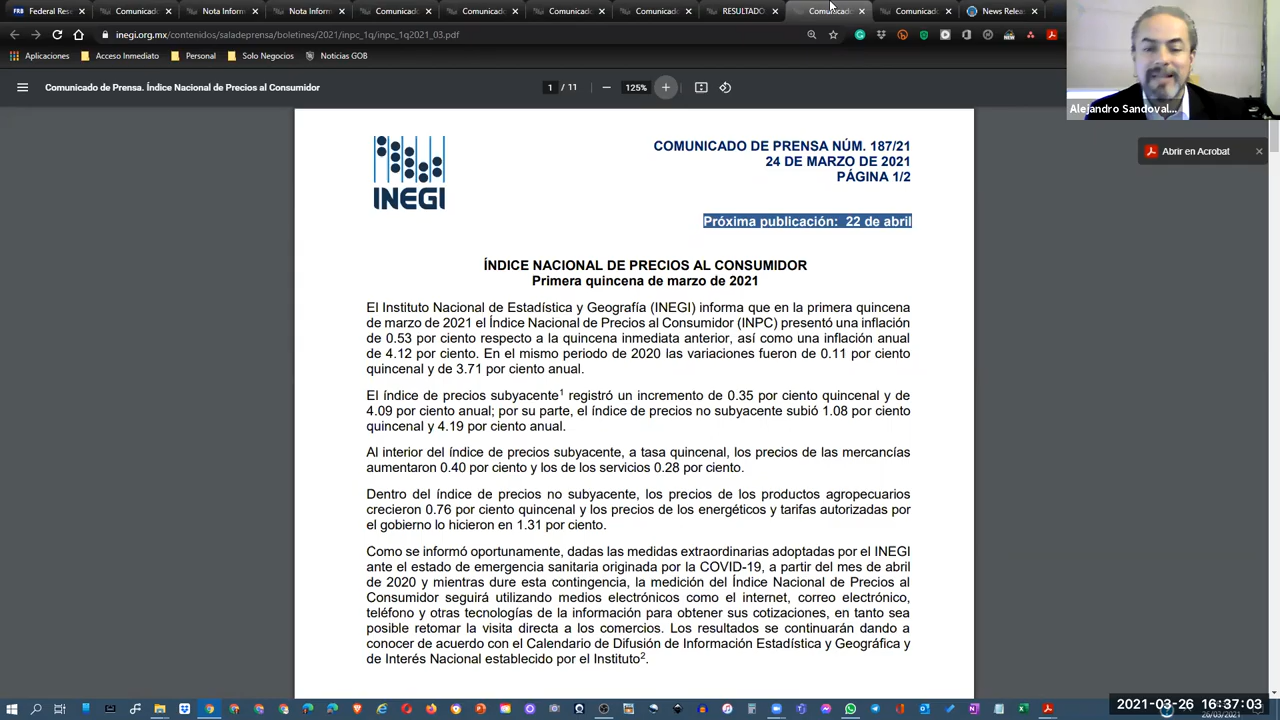 Federal Rese
Comunicado
Nota Inform
Nota Inform
Comunicado
Comunicado
Comunicado
Comunicado
RESULTADO
Comunicado
Comunicado
News Relea
inegi.org.mx/contenidos/saladeprensa/boletines/2021/inpc_1q/inpc_1q2021_03.pdf
Aplicaciones
Acceso Inmediato
Personal
Solo Negocios
Noticias GOB
Comunicado de Prensa. Índice Nacional de Precios al Consumidor
1 / 11
125%
Alejandro Sandoval...
Abrir en Acrobat
INEGI
COMUNICADO DE PRENSA NÚM. 187/21
24 DE MARZO DE 2021
PÁGINA 1/2
Próxima publicación: 22 de abril
ÍNDICE NACIONAL DE PRECIOS AL CONSUMIDOR
Primera quincena de marzo de 2021
El Instituto Nacional de Estadística y Geografía (INEGI) informa que en la primera quincena
de marzo de 2021 el Índice Nacional de Precios al Consumidor (INPC) presentó una inflación
de 0.53 por ciento respecto a la quincena inmediata anterior, así como una inflación anual
de 4.12 por ciento. En el mismo periodo de 2020 las variaciones fueron de 0.11 por ciento
quincenal y de 3.71 por ciento anual.
El índice de precios subyacente¹ registró un incremento de 0.35 por ciento quincenal y de
4.09 por ciento anual; por su parte, el índice de precios no subyacente subió 1.08 por ciento
quincenal y 4.19 por ciento anual.
Al interior del índice de precios subyacente, a tasa quincenal, los precios de las mercancías
aumentaron 0.40 por ciento y los de los servicios 0.28 por ciento.
Dentro del índice de precios no subyacente, los precios de los productos agropecuarios
crecieron 0.76 por ciento quincenal y los precios de los energéticos y tarifas autorizadas por
el gobierno lo hicieron en 1.31 por ciento.
Como se informó oportunamente, dadas las medidas extraordinarias adoptadas por el INEGI
ante el estado de emergencia sanitaria originada por la COVID-19, a partir del mes de abril
de 2020 y mientras dure esta contingencia, la medición del Índice Nacional de Precios al
Consumidor seguirá utilizando medios electrónicos como el internet, correo electrónico,
teléfono y otras tecnologías de la información para obtener sus cotizaciones, en tanto sea
posible retomar la visita directa a los comercios. Los resultados se continuarán dando a
conocer de acuerdo con el Calendario de Difusión de Información Estadística y Geográfica y
de Interés Nacional establecido por el Instituto².
2021-03-26 16:37:03
26/03/2021